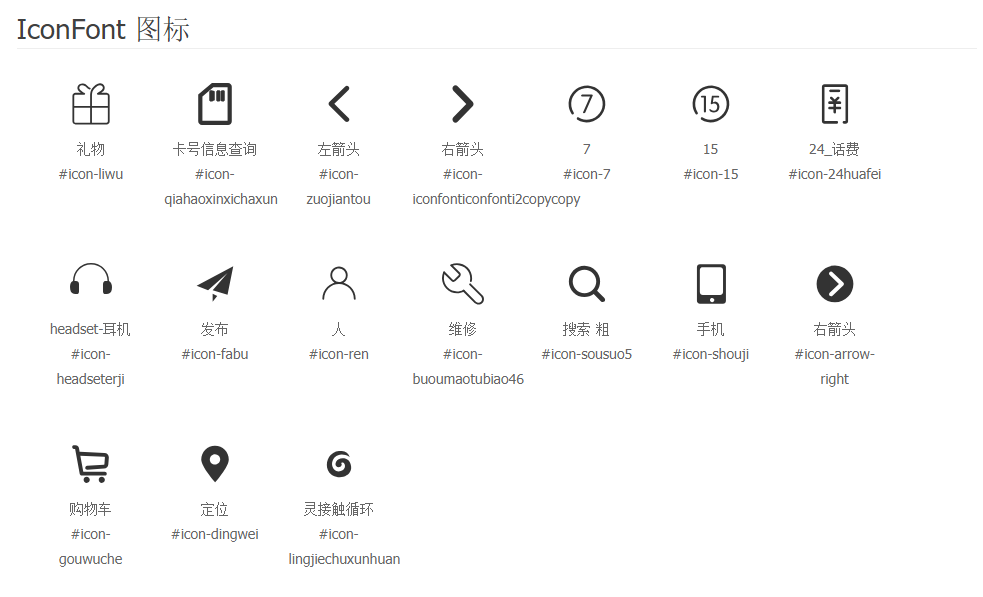 IconFont 图标
7
15
礼物
#icon-liwu
卡号信息查询
#icon-
qiahaoxinxichaxun
左箭头
#icon-
zuojiantou
右箭头
#icon-
iconfonticonfonti2copycopy
7
#icon-7
15
#icon-15
24_话费
#icon-24huafei
headset-耳机
#icon-
headseterji
发布
#icon-fabu
人
#icon-ren
维修
#icon-
buoumaotubiao46
搜索 粗
#icon-sousuo5
手机
#icon-shouji
右箭头
#icon-arrow-
right
购物车
#icon-
gouwuche
定位
#icon-dingwei
灵接触循环
#icon-
lingjiechuxunhuan